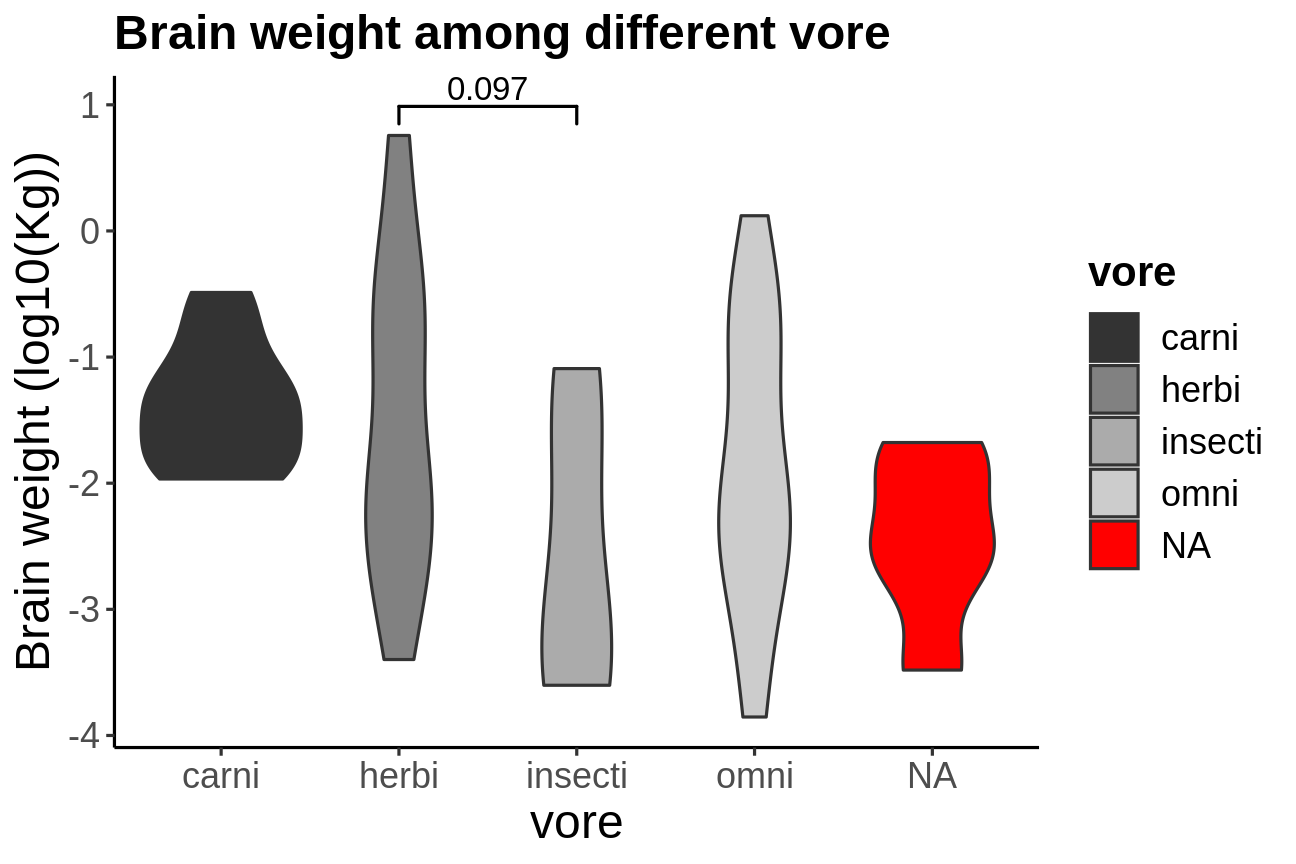 Brain weight among different vore
0.097
Brain weight (log10(Kg))
1
0
-1
-2
-3
-4
carni herbi insecti omni NA
vore
vore
carni
herbi
insecti
omni
NA